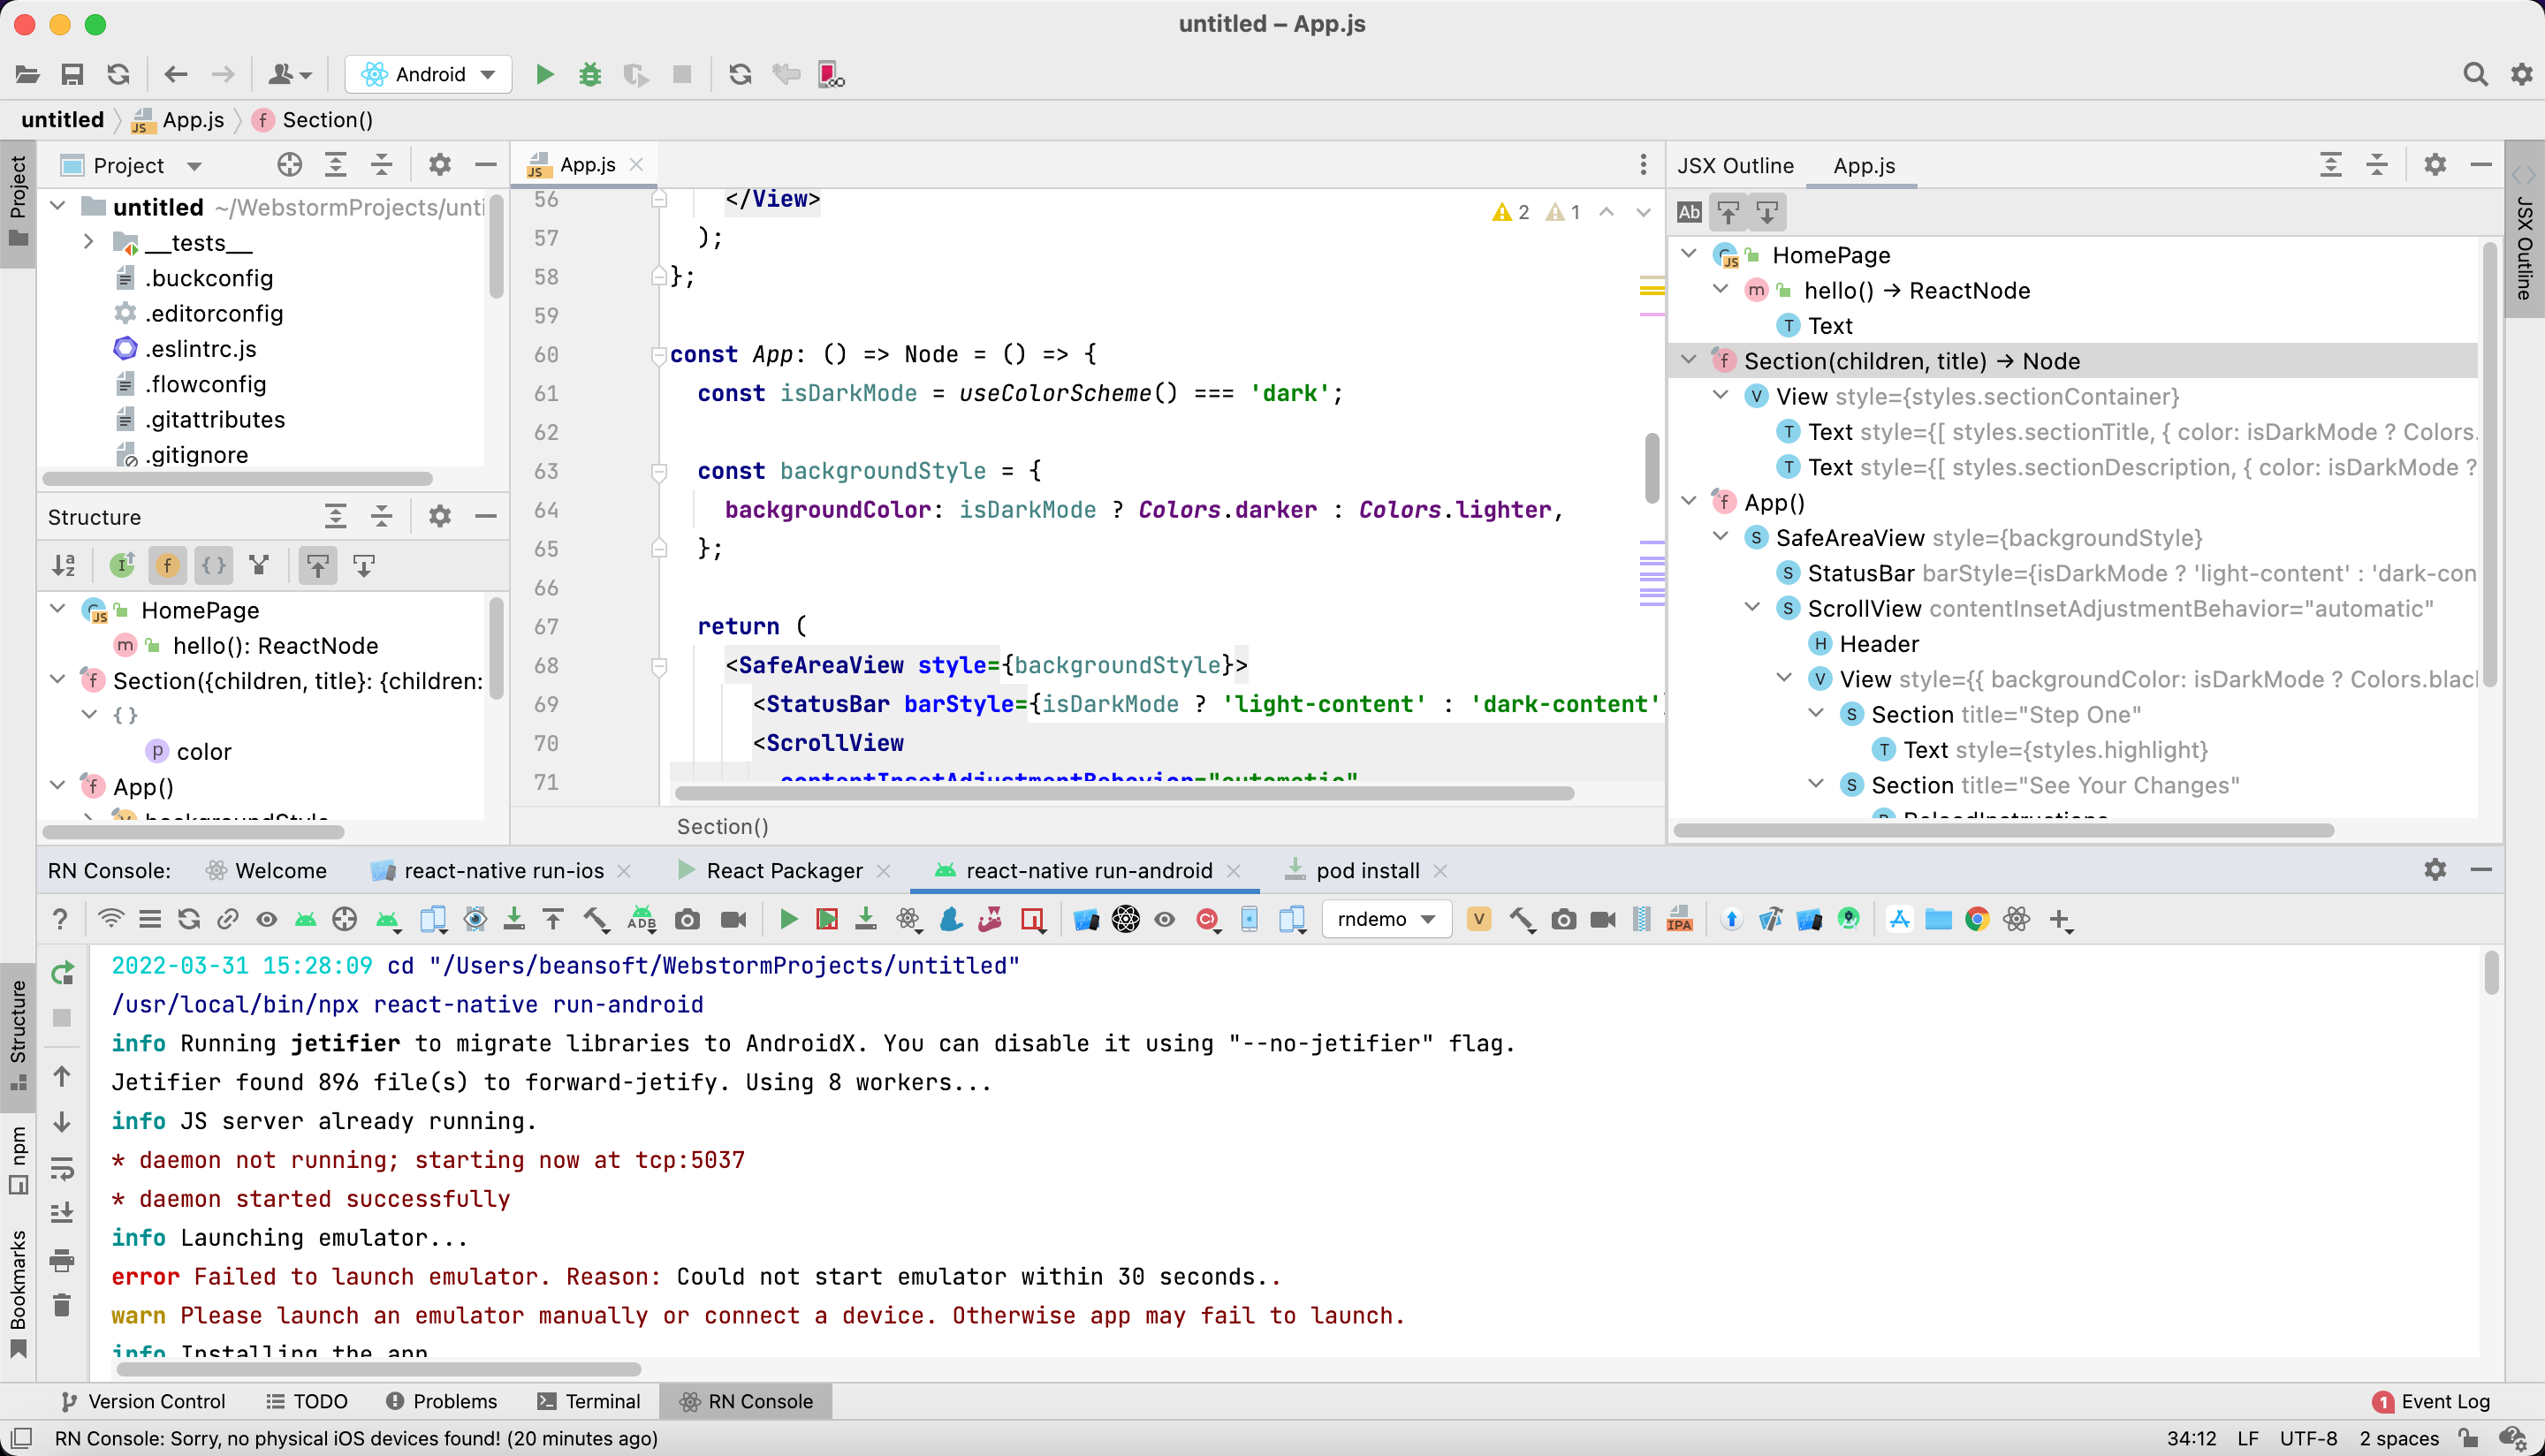 untitled – App.js
Android
untitled App.js Section()
Project
Project
untitled ~/WebstormProjects/unti
__tests__
.buckconfig
.editorconfig
.eslintrc.js
.flowconfig
.gitattributes
.gitignore
Structure
HomePage
hello(): ReactNode
Section({children, title}: {children:
{}
color
App()
backgroundStyle
App.js
2 1
56 </View>
57 );
58 };
59
60 const App: () => Node = () => {
61 const isDarkMode = useColorScheme() === 'dark';
62
63 const backgroundStyle = {
64 backgroundColor: isDarkMode ? Colors.darker : Colors.lighter,
65 };
66
67 return (
68 <SafeAreaView style={backgroundStyle}>
69 <StatusBar barStyle={isDarkMode ? 'light-content' : 'dark-content'
70 <ScrollView
71 contentInsetAdjustmentBehavior="automatic"
Section()
JSX Outline App.js
Ab
HomePage
hello() → ReactNode
Text
Section(children, title) → Node
View style={styles.sectionContainer}
Text style={[ styles.sectionTitle, { color: isDarkMode ? Colors.
Text style={[ styles.sectionDescription, { color: isDarkMode ?
App()
SafeAreaView style={backgroundStyle}
StatusBar barStyle={isDarkMode ? 'light-content' : 'dark-con
ScrollView contentInsetAdjustmentBehavior="automatic"
Header
View style={{ backgroundColor: isDarkMode ? Colors.blac
Section title="Step One"
Text style={styles.highlight}
Section title="See Your Changes"
ReloadInstructions
JSX Outline
RN Console: Welcome react-native run-ios React Packager react-native run-android pod install
ADB rndemo V IPA
2022-03-31 15:28:09 cd "/Users/beansoft/WebstormProjects/untitled"
/usr/local/bin/npx react-native run-android
info Running jetifier to migrate libraries to AndroidX. You can disable it using "--no-jetifier" flag.
Jetifier found 896 file(s) to forward-jetify. Using 8 workers...
info JS server already running.
* daemon not running; starting now at tcp:5037
* daemon started successfully
info Launching emulator...
error Failed to launch emulator. Reason: Could not start emulator within 30 seconds..
warn Please launch an emulator manually or connect a device. Otherwise app may fail to launch.
info Installing the app
Structure
npm
Bookmarks
Version Control TODO Problems Terminal RN Console 1 Event Log
RN Console: Sorry, no physical iOS devices found! (20 minutes ago) 34:12 LF UTF-8 2 spaces